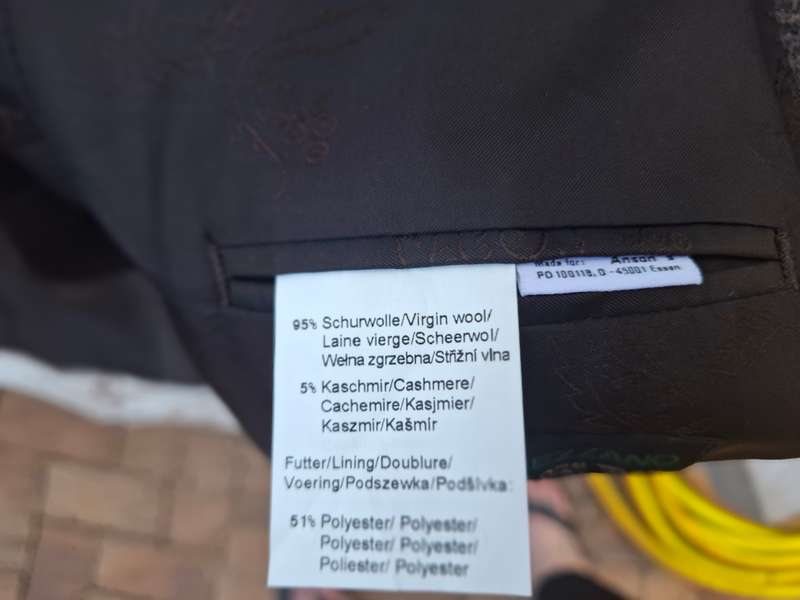 Made for: Anson's
PO 100118, D - 45001 Essen
95% Schurwolle/Virgin wool/
Laine vierge/Scheerwol/
Wełna zgrzebna/Střížní vlna
5% Kaschmir/Cashmere/
Cachemire/Kasjmier/
Kaszmir/Kašmír
Futter/Lining/Doublure/
Voering/Podszewka/Podšívka:
51% Polyester/ Polyester/
Polyester/ Polyester/
Poliester/ Polyester